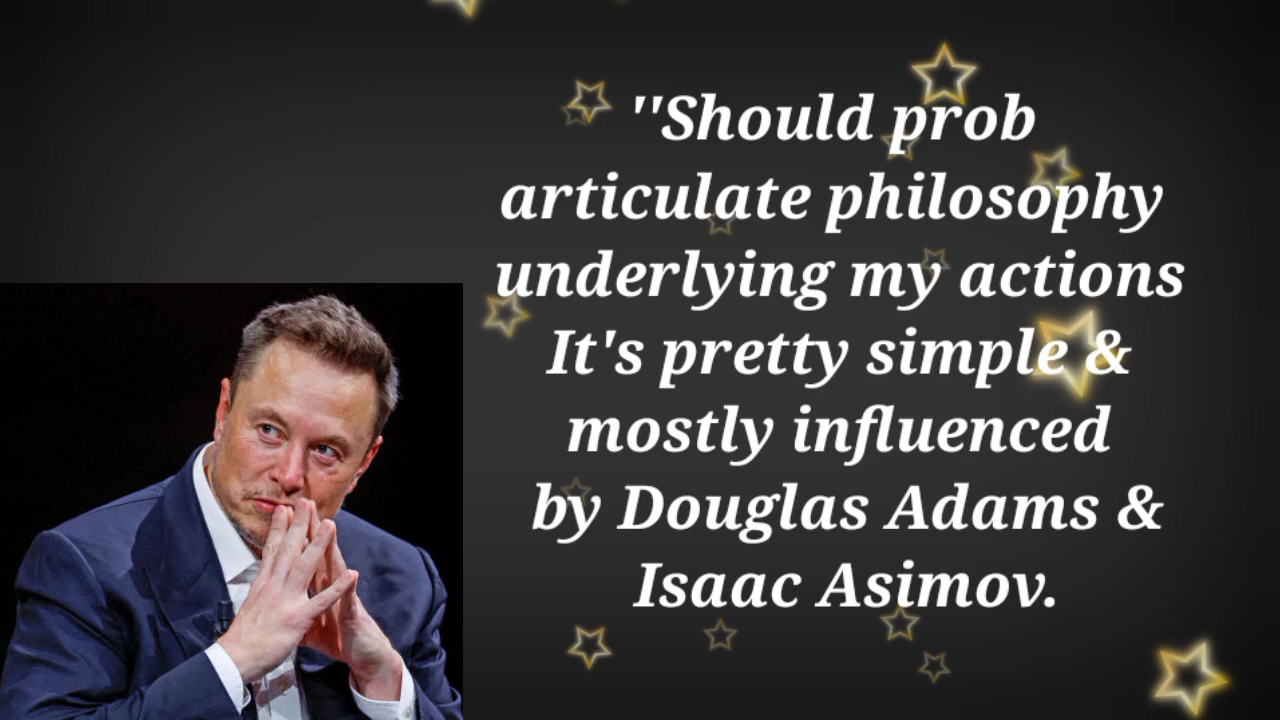 ''Should prob
articulate philosophy
underlying my actions
It's pretty simple &
mostly influenced
by Douglas Adams &
Isaac Asimov.